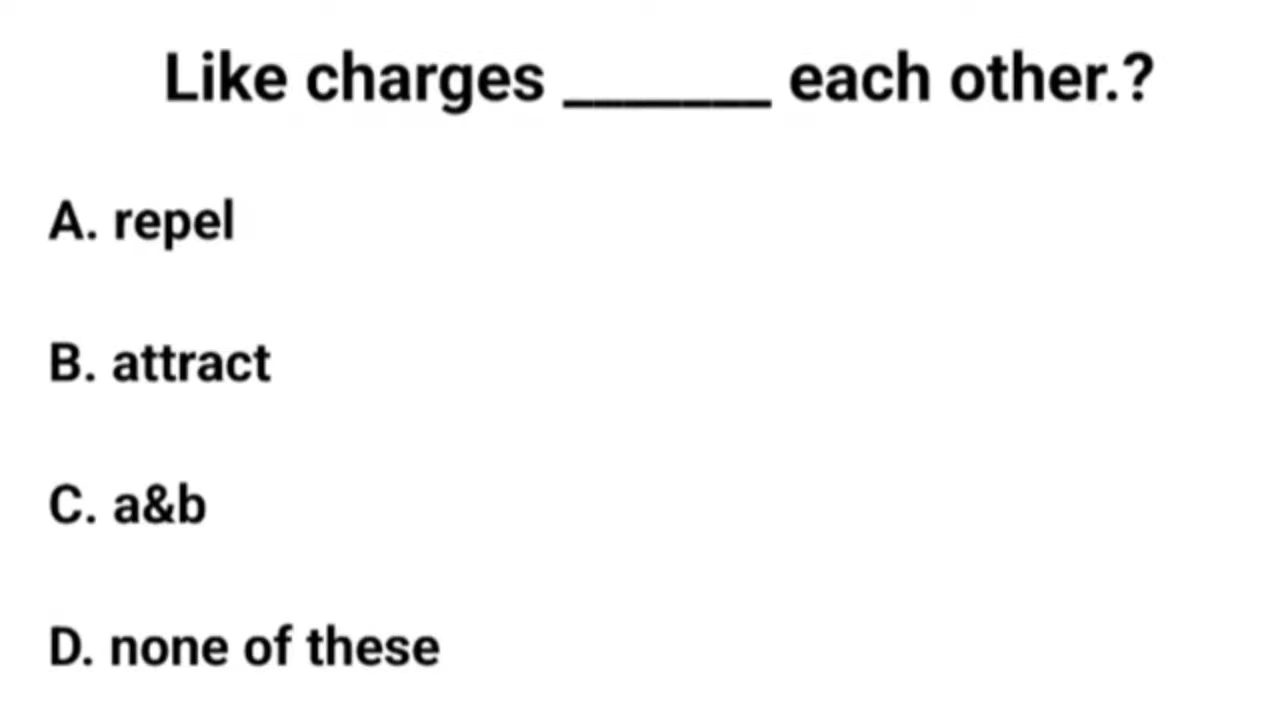 Like charges _______ each other.?
A. repel
B. attract
C. a&b
D. none of these